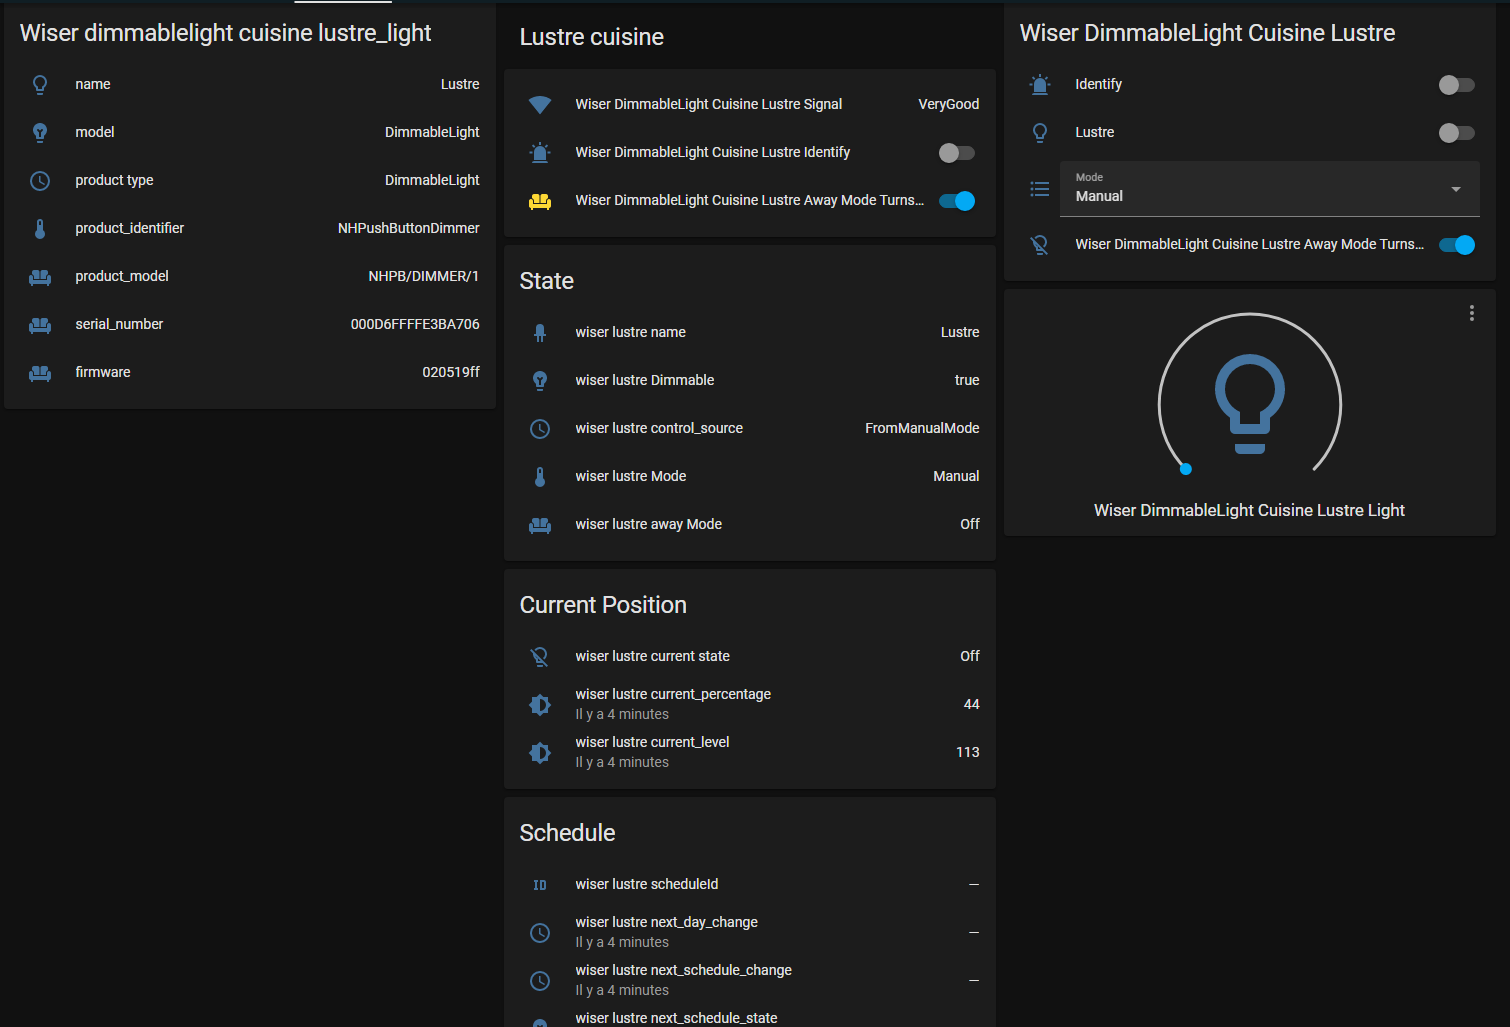 Wiser dimmablelight cuisine lustre_light
name Lustre
model DimmableLight
product type DimmableLight
product_identifier NHPushButtonDimmer
product_model NHPB/DIMMER/1
serial_number 000D6FFFFE3BA706
firmware 020519ff
Lustre cuisine
Wiser DimmableLight Cuisine Lustre Signal VeryGood
Wiser DimmableLight Cuisine Lustre Identify
Wiser DimmableLight Cuisine Lustre Away Mode Turns...
State
wiser lustre name Lustre
wiser lustre Dimmable true
wiser lustre control_source FromManualMode
wiser lustre Mode Manual
wiser lustre away Mode Off
Current Position
wiser lustre current state Off
wiser lustre current_percentage 44
Il y a 4 minutes
wiser lustre current_level 113
Il y a 4 minutes
Schedule
ID wiser lustre scheduleId —
wiser lustre next_day_change —
Il y a 4 minutes
wiser lustre next_schedule_change —
Il y a 4 minutes
wiser lustre next_schedule_state
Wiser DimmableLight Cuisine Lustre
Identify
Lustre
Mode
Manual
Wiser DimmableLight Cuisine Lustre Away Mode Turns...
Wiser DimmableLight Cuisine Lustre Light